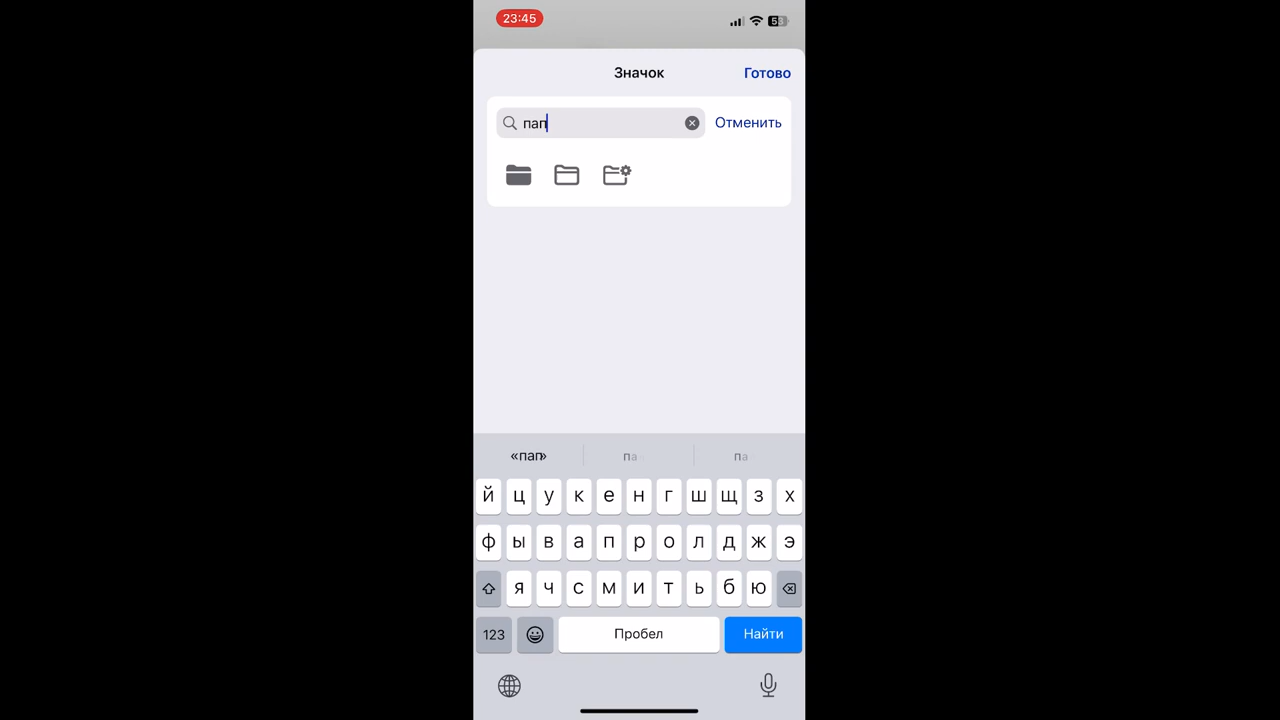 23:45
Значок Готово
пап Отменить
«пап» па па
й ц у к е н г ш щ з х
ф ы в а п р о л д ж э
я ч с м и т ь б ю
123 Пробел Найти